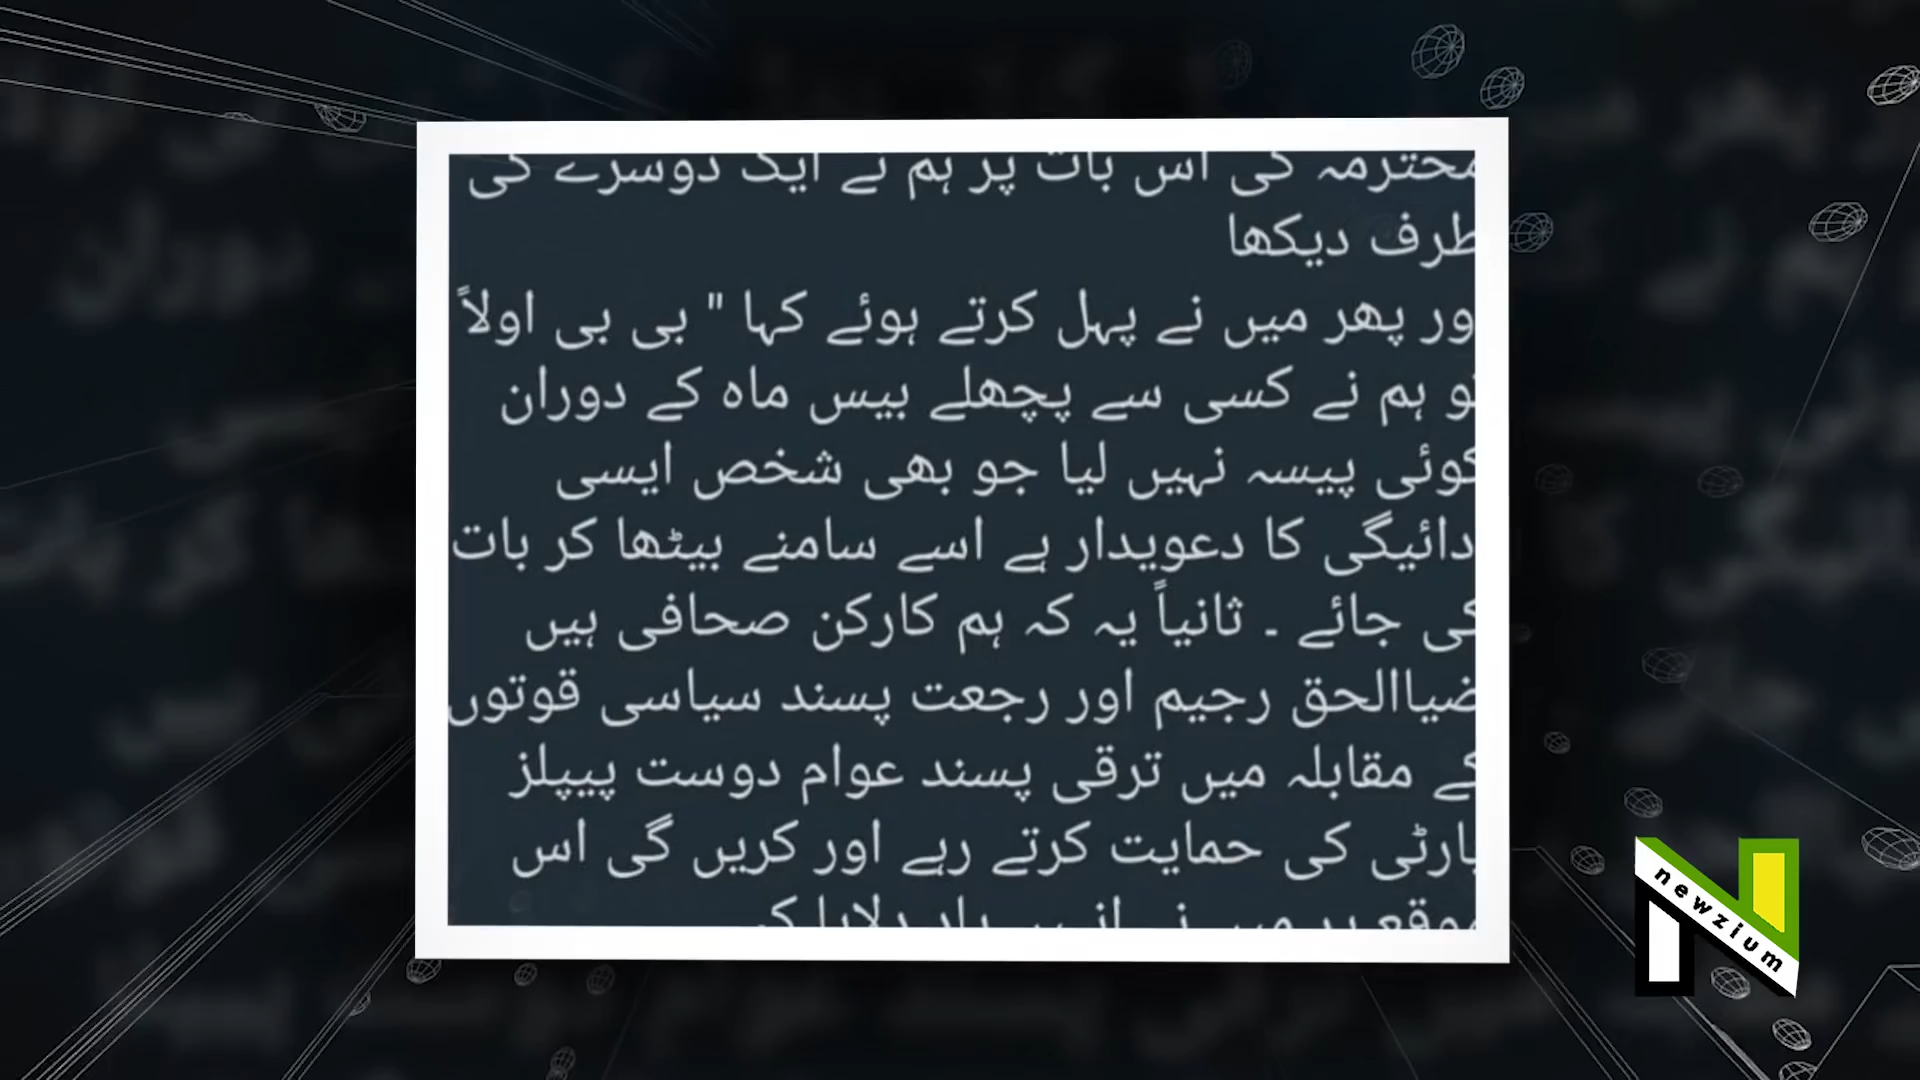 محترمہ کی اس بات پر ہم نے ایک دوسرے کی
طرف دیکھا
اور پھر میں نے پہل کرتے ہوئے کہا " بی بی اولاً
تو ہم نے کسی سے پچھلے بیس ماہ کے دوران
کوئی پیسہ نہیں لیا جو بھی شخص ایسی
ادائیگی کا دعویدار ہے اسے سامنے بیٹھا کر بات
کی جائے ۔ ثانیاً یہ کہ ہم کارکن صحافی ہیں
ضیاالحق رجیم اور رجعت پسند سیاسی قوتوں
کے مقابلہ میں ترقی پسند عوام دوست پیپلز
پارٹی کی حمایت کرتے رہے اور کریں گی اس
newzium